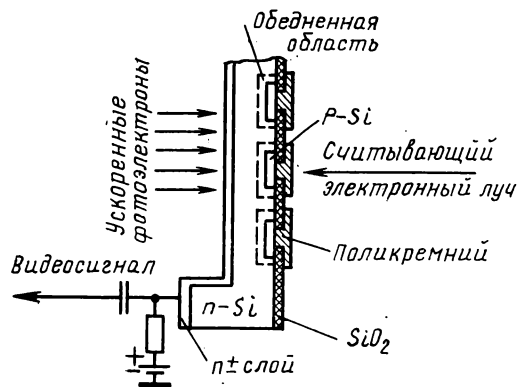 Обедненная
область
Ускоренные
фотоэлектроны
P-Si
Считывающий
электронный луч
Поликремний
Видеосигнал
n-Si
SiO₂
n± слой
+
-